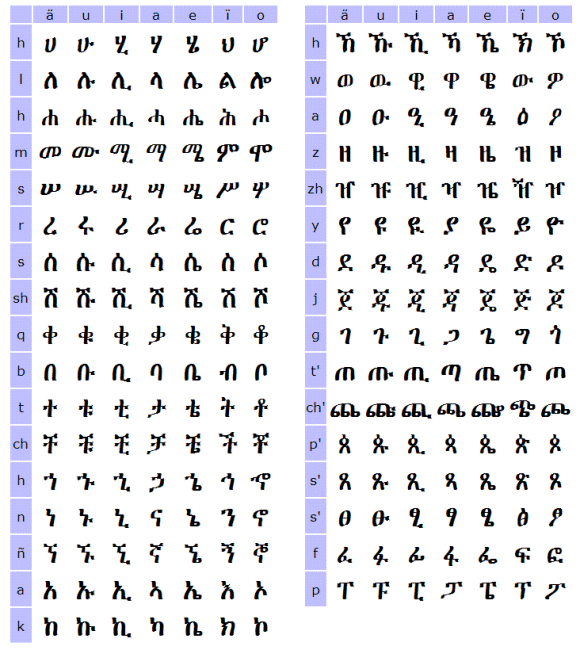 ä u i a e ï o
h ሀ ሁ ሂ ሃ ሄ ህ ሆ
l ለ ሉ ሊ ላ ሌ ል ሎ
h ሐ ሑ ሒ ሓ ሔ ሕ ሖ
m መ ሙ ሚ ማ ሜ ም ሞ
s ሠ ሡ ሢ ሣ ሤ ሥ ሦ
r ረ ሩ ሪ ራ ሬ ር ሮ
s ሰ ሱ ሲ ሳ ሴ ስ ሶ
sh ሸ ሹ ሺ ሻ ሼ ሽ ሾ
q ቀ ቁ ቂ ቃ ቄ ቅ ቆ
b በ ቡ ቢ ባ ቤ ብ ቦ
t ተ ቱ ቲ ታ ቴ ት ቶ
ch ቸ ቹ ቺ ቻ ቼ ች ቾ
h ኀ ኁ ኂ ኃ ኄ ኅ ኆ
n ነ ኑ ኒ ና ኔ ን ኖ
ñ ኘ ኙ ኚ ኛ ኜ ኝ ኞ
a አ ኡ ኢ ኣ ኤ እ ኦ
k ከ ኩ ኪ ካ ኬ ክ ኮ
ä u i a e ï o
h ኸ ኹ ኺ ኻ ኼ ኽ ኾ
w ወ ዉ ዊ ዋ ዌ ው ዎ
a ዐ ዑ ዒ ዓ ዔ ዕ ዖ
z ዘ ዙ ዚ ዛ ዜ ዝ ዞ
zh ዠ ዡ ዢ ዣ ዤ ዥ ዦ
y የ ዩ ዪ ያ ዬ ይ ዮ
d ደ ዱ ዲ ዳ ዴ ድ ዶ
j ጀ ጁ ጂ ጃ ጄ ጅ ጆ
g ገ ጉ ጊ ጋ ጌ ግ ጎ
t' ጠ ጡ ጢ ጣ ጤ ጥ ጦ
ch' ጨ ጩ ጪ ጫ ጬ ጭ ጮ
p' ጰ ጱ ጲ ጳ ጴ ጵ ጶ
s' ጸ ጹ ጺ ጻ ጼ ጽ ጾ
s' ፀ ፁ ፂ ፃ ፄ ፅ ፆ
f ፈ ፉ ፊ ፋ ፌ ፍ ፎ
p ፐ ፑ ፒ ፓ ፔ ፕ ፖ